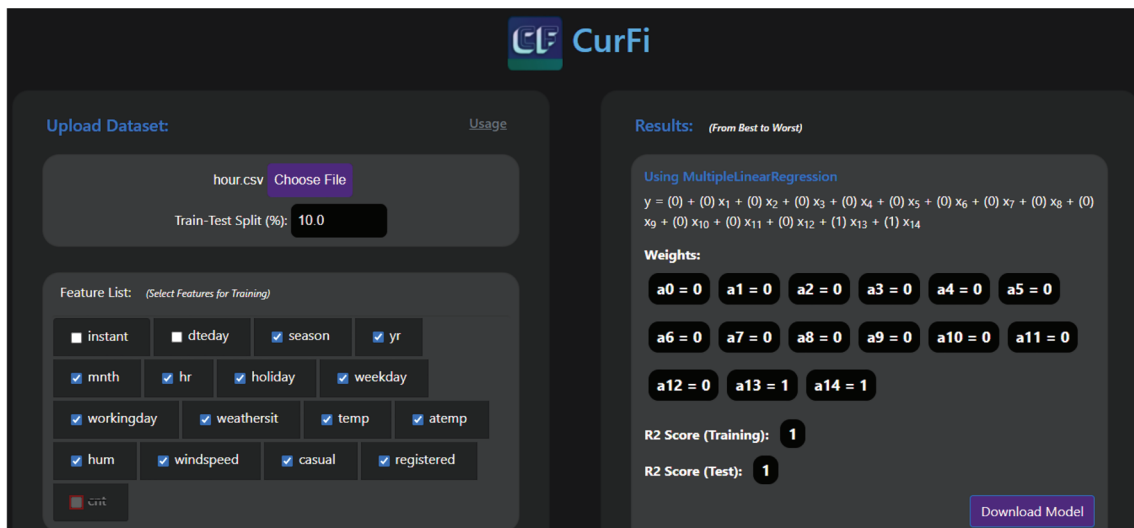 CF CurFi
Upload Dataset:
Usage
hour.csv Choose File
Train-Test Split (%): 10.0
Feature List: (Select Features for Training)
instant dteday season yr
mnth hr holiday weekday
workingday weathersit temp atemp
hum windspeed casual registered
cnt
Results: (From Best to Worst)
Using MultipleLinearRegression
y = (0) + (0) x₁ + (0) x₂ + (0) x₃ + (0) x₄ + (0) x₅ + (0) x₆ + (0) x₇ + (0) x₈ + (0)
x₉ + (0) x₁₀ + (0) x₁₁ + (0) x₁₂ + (1) x₁₃ + (1) x₁₄
Weights:
a0 = 0 a1 = 0 a2 = 0 a3 = 0 a4 = 0 a5 = 0
a6 = 0 a7 = 0 a8 = 0 a9 = 0 a10 = 0 a11 = 0
a12 = 0 a13 = 1 a14 = 1
R2 Score (Training): 1
R2 Score (Test): 1
Download Model